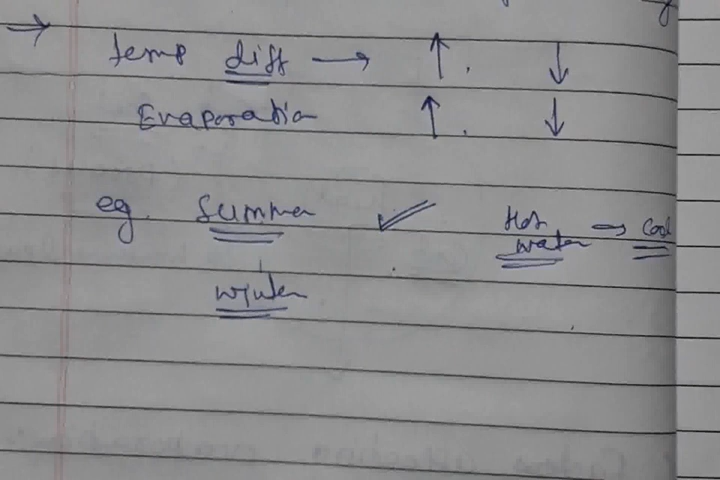 → temp diff → ↑. ↓
Evaporation ↑. ↓
eg. Summer ✓ Hot water → Cool
winter